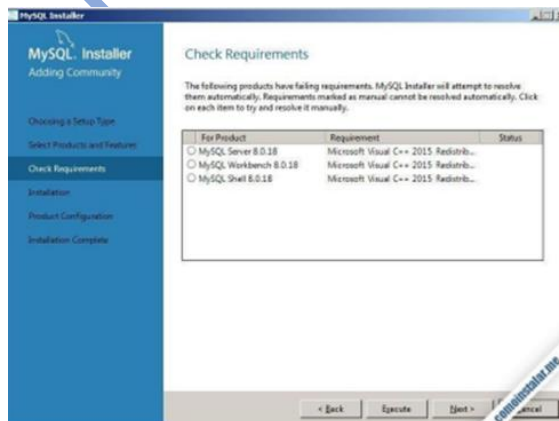 MySQL Installer
MySQL. Installer
Adding Community
Choosing a Setup Type
Select Products and Features
Check Requirements
Installation
Product Configuration
Installation Complete
Check Requirements
The following products have failing requirements. MySQL Installer will attempt to resolve
them automatically. Requirements marked as manual cannot be resolved automatically. Click
on each item to try and resolve it manually.
For Product Requirement Status
MySQL Server 8.0.18 Microsoft Visual C++ 2015 Redistrib...
MySQL Workbench 8.0.18 Microsoft Visual C++ 2015 Redistrib...
MySQL Shell 8.0.18 Microsoft Visual C++ 2015 Redistrib...
< Back Execute Next >
comoinstalar.me